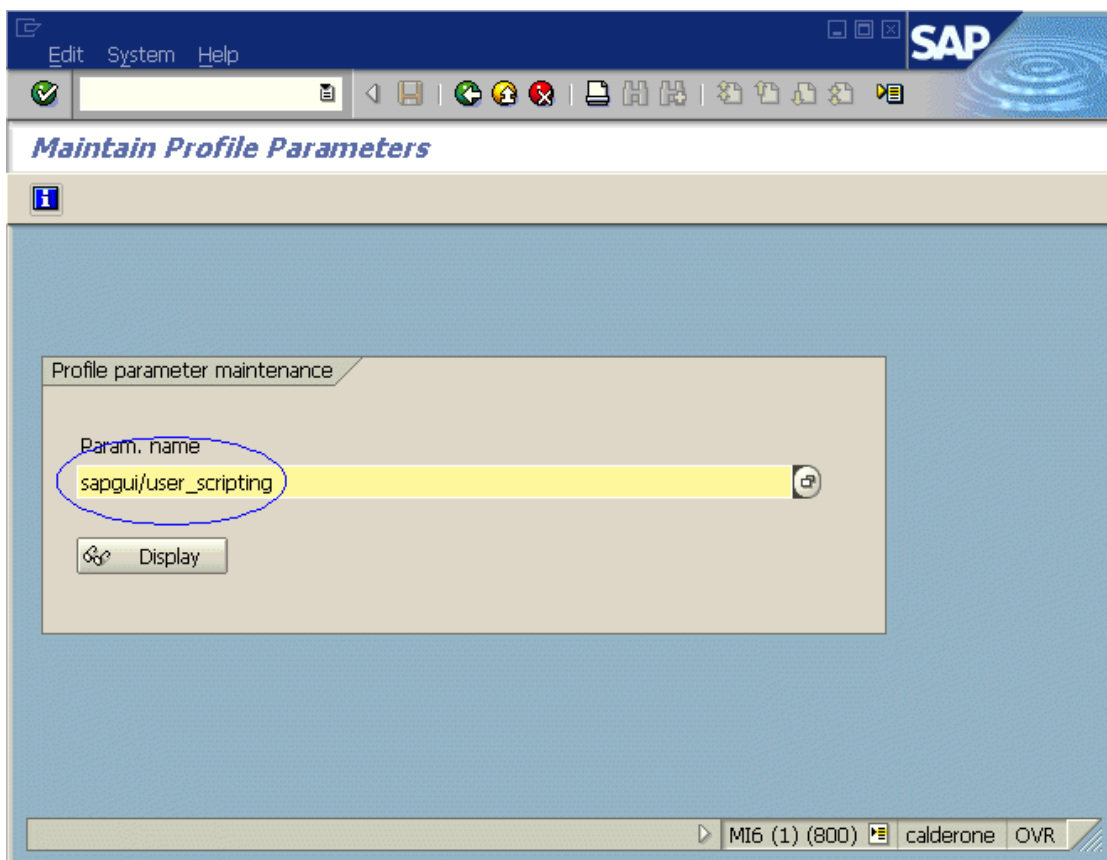 Edit System Help
SAP
Maintain Profile Parameters
Profile parameter maintenance
Param. name
sapgui/user_scripting
Display
MI6 (1) (800) calderone OVR